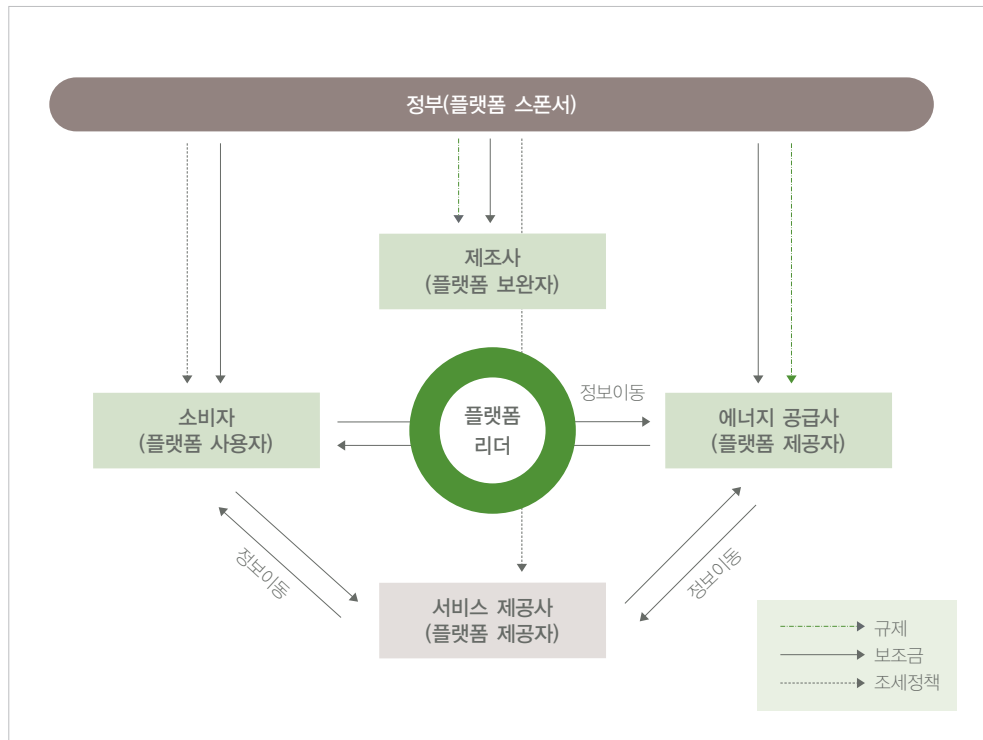 정부(플랫폼 스폰서)
제조사
(플랫폼 보완자)
정보이동
소비자
(플랫폼 사용자)
플랫폼
리더
에너지 공급사
(플랫폼 제공자)
정보이동
정보이동
서비스 제공사
(플랫폼 제공자)
규제
보조금
조세정책